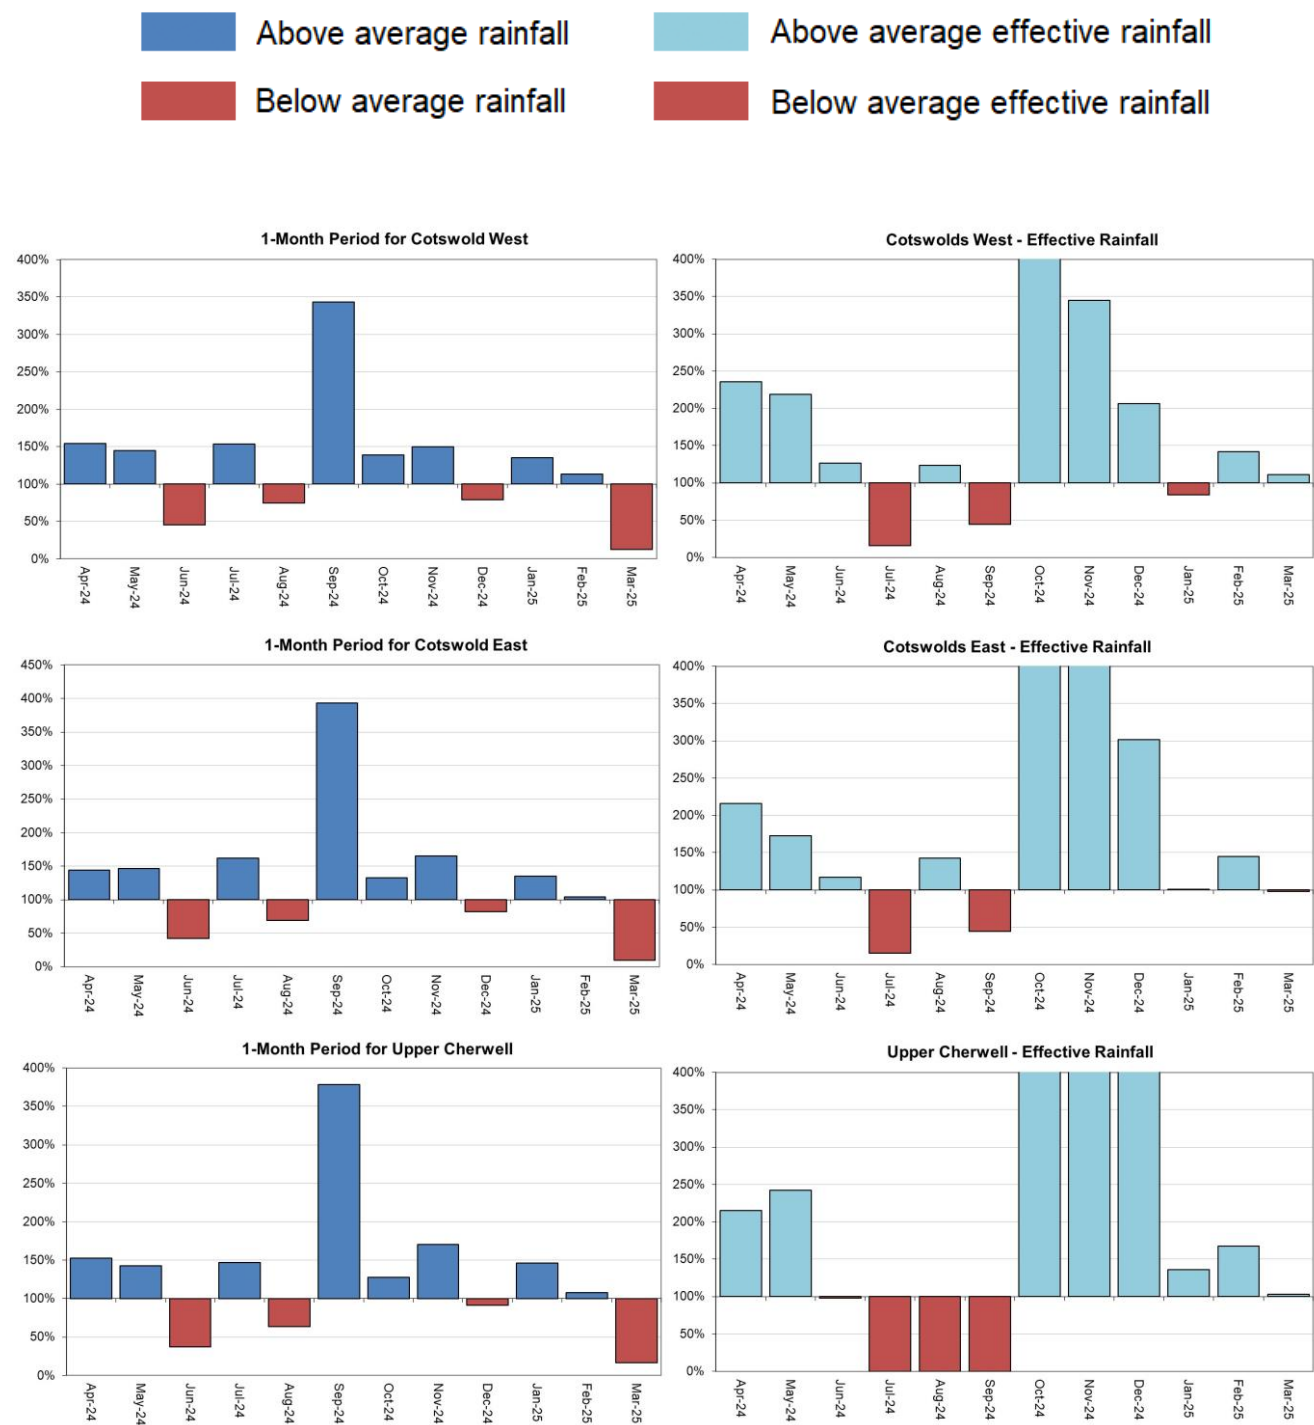 Above average rainfall
Above average effective rainfall
Below average rainfall
Below average effective rainfall
1-Month Period for Cotswold West
400%
350%
300%
250%
200%
150%
100%
50%
0%
Apr-24
May-24
Jun-24
Jul-24
Aug-24
Sep-24
Oct-24
Nov-24
Dec-24
Jan-25
Feb-25
Mar-25
Cotswolds West - Effective Rainfall
400%
350%
300%
250%
200%
150%
100%
50%
0%
Apr-24
May-24
Jun-24
Jul-24
Aug-24
Sep-24
Oct-24
Nov-24
Dec-24
Jan-25
Feb-25
Mar-25
1-Month Period for Cotswold East
450%
400%
350%
300%
250%
200%
150%
100%
50%
0%
Apr-24
May-24
Jun-24
Jul-24
Aug-24
Sep-24
Oct-24
Nov-24
Dec-24
Jan-25
Feb-25
Mar-25
Cotswolds East - Effective Rainfall
400%
350%
300%
250%
200%
150%
100%
50%
0%
Apr-24
May-24
Jun-24
Jul-24
Aug-24
Sep-24
Oct-24
Nov-24
Dec-24
Jan-25
Feb-25
Mar-25
1-Month Period for Upper Cherwell
400%
350%
300%
250%
200%
150%
100%
50%
0%
Apr-24
May-24
Jun-24
Jul-24
Aug-24
Sep-24
Oct-24
Nov-24
Dec-24
Jan-25
Feb-25
Mar-25
Upper Cherwell - Effective Rainfall
400%
350%
300%
250%
200%
150%
100%
50%
0%
Apr-24
May-24
Jun-24
Jul-24
Aug-24
Sep-24
Oct-24
Nov-24
Dec-24
Jan-25
Feb-25
Mar-25